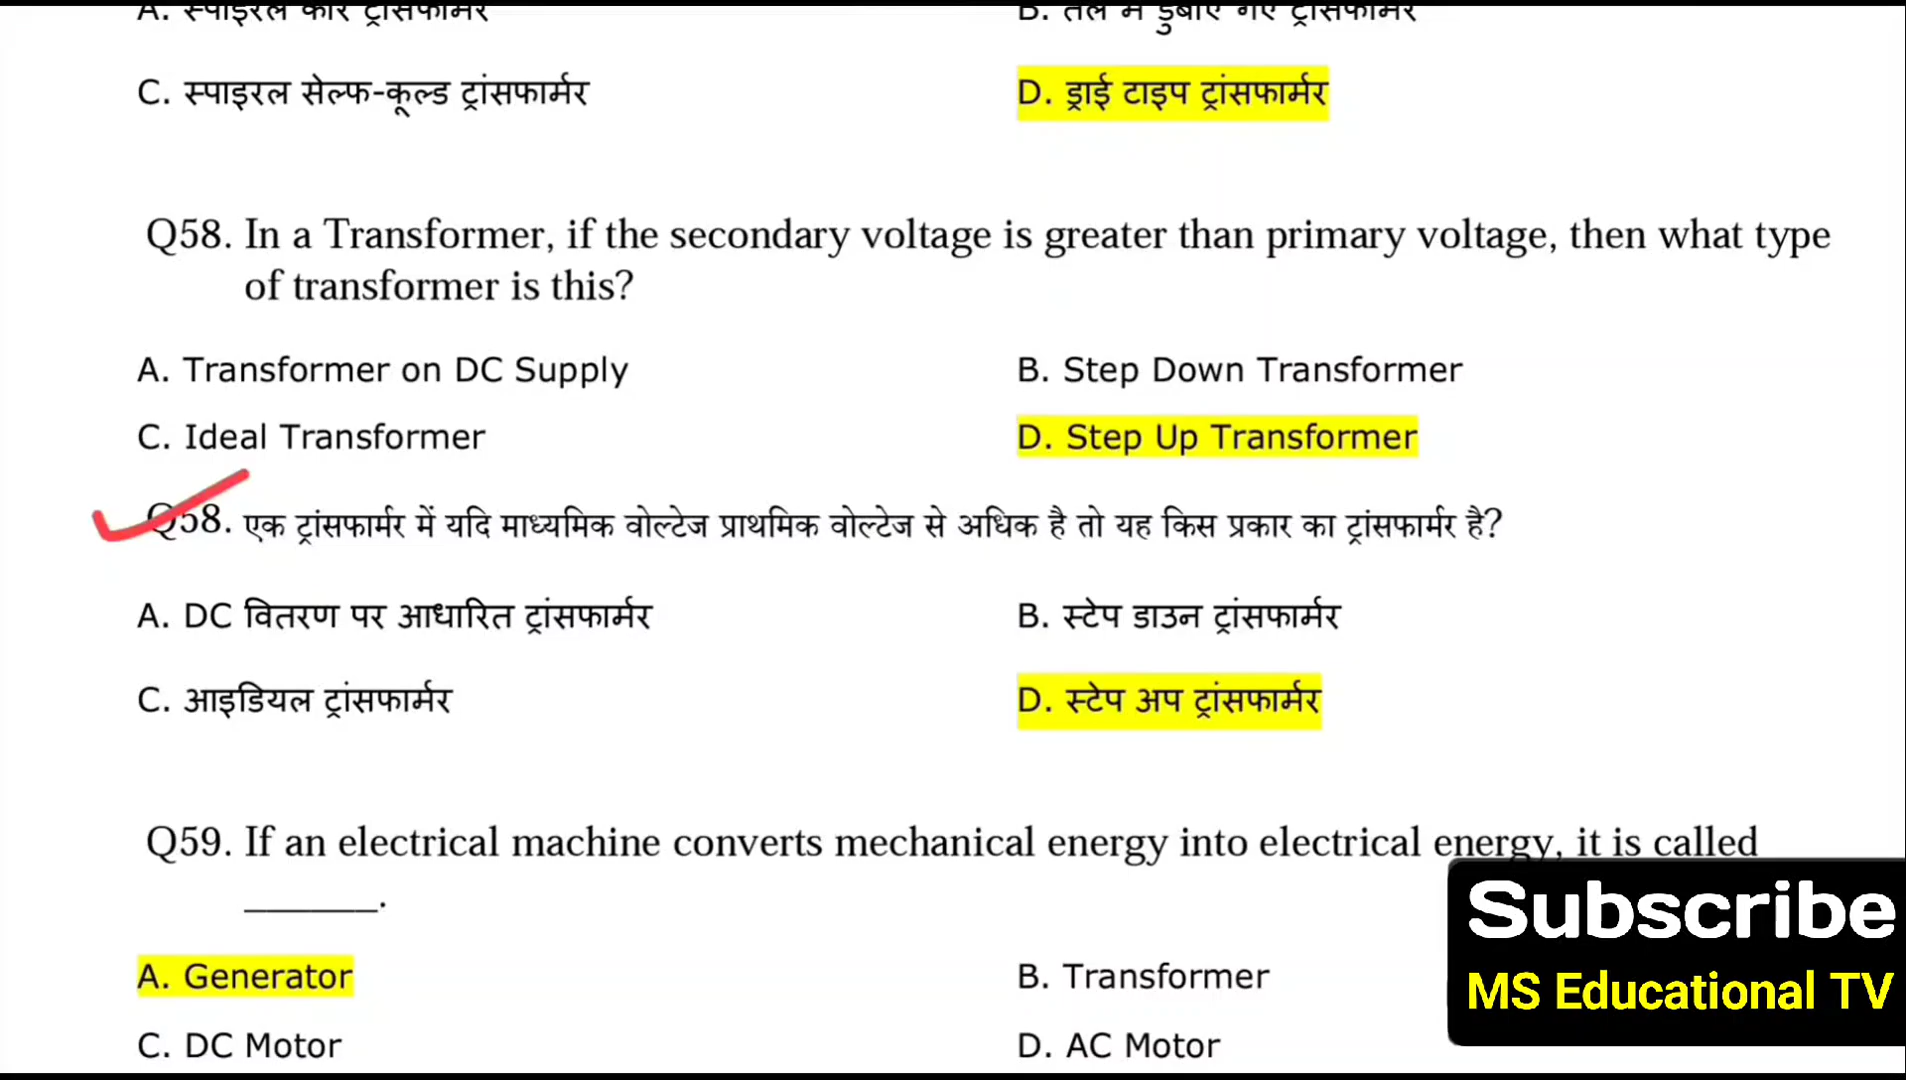 A. स्पाइरल कोर ट्रांसफार्मर
B. तेल में डुबाए गए ट्रांसफार्मर
C. स्पाइरल सेल्फ-कूल्ड ट्रांसफार्मर
D. ड्राई टाइप ट्रांसफार्मर
Q58. In a Transformer, if the secondary voltage is greater than primary voltage, then what type
of transformer is this?
A. Transformer on DC Supply
B. Step Down Transformer
C. Ideal Transformer
D. Step Up Transformer
Q58. एक ट्रांसफार्मर में यदि माध्यमिक वोल्टेज प्राथमिक वोल्टेज से अधिक है तो यह किस प्रकार का ट्रांसफार्मर है?
A. DC वितरण पर आधारित ट्रांसफार्मर
B. स्टेप डाउन ट्रांसफार्मर
C. आइडियल ट्रांसफार्मर
D. स्टेप अप ट्रांसफार्मर
Q59. If an electrical machine converts mechanical energy into electrical energy, it is called
________.
A. Generator
B. Transformer
C. DC Motor
D. AC Motor
Subscribe
MS Educational TV